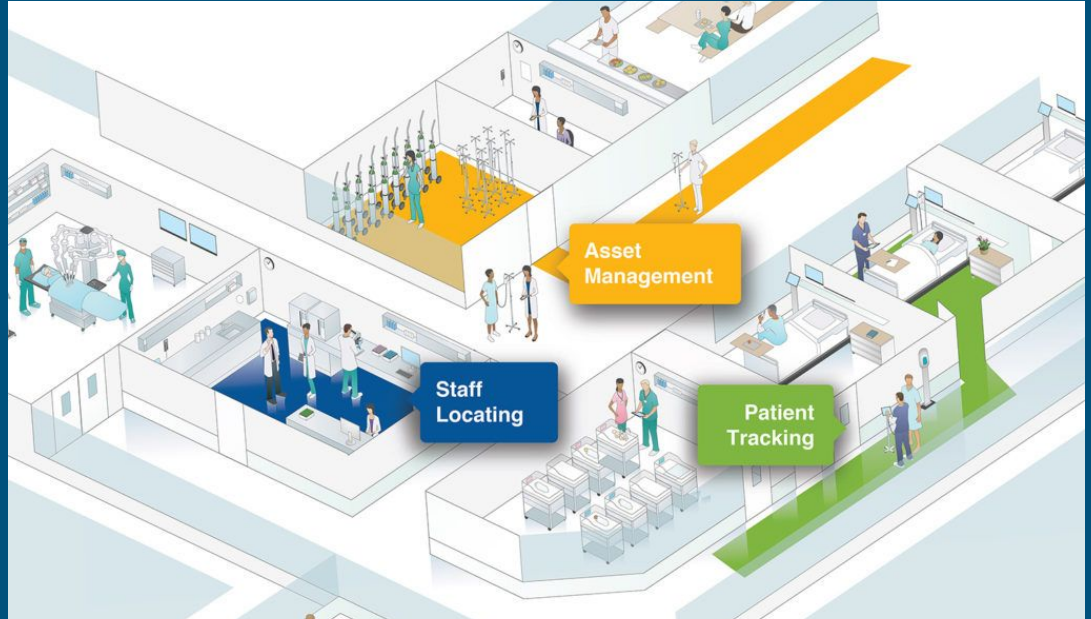 Asset
Management
Staff
Locating
Patient
Tracking